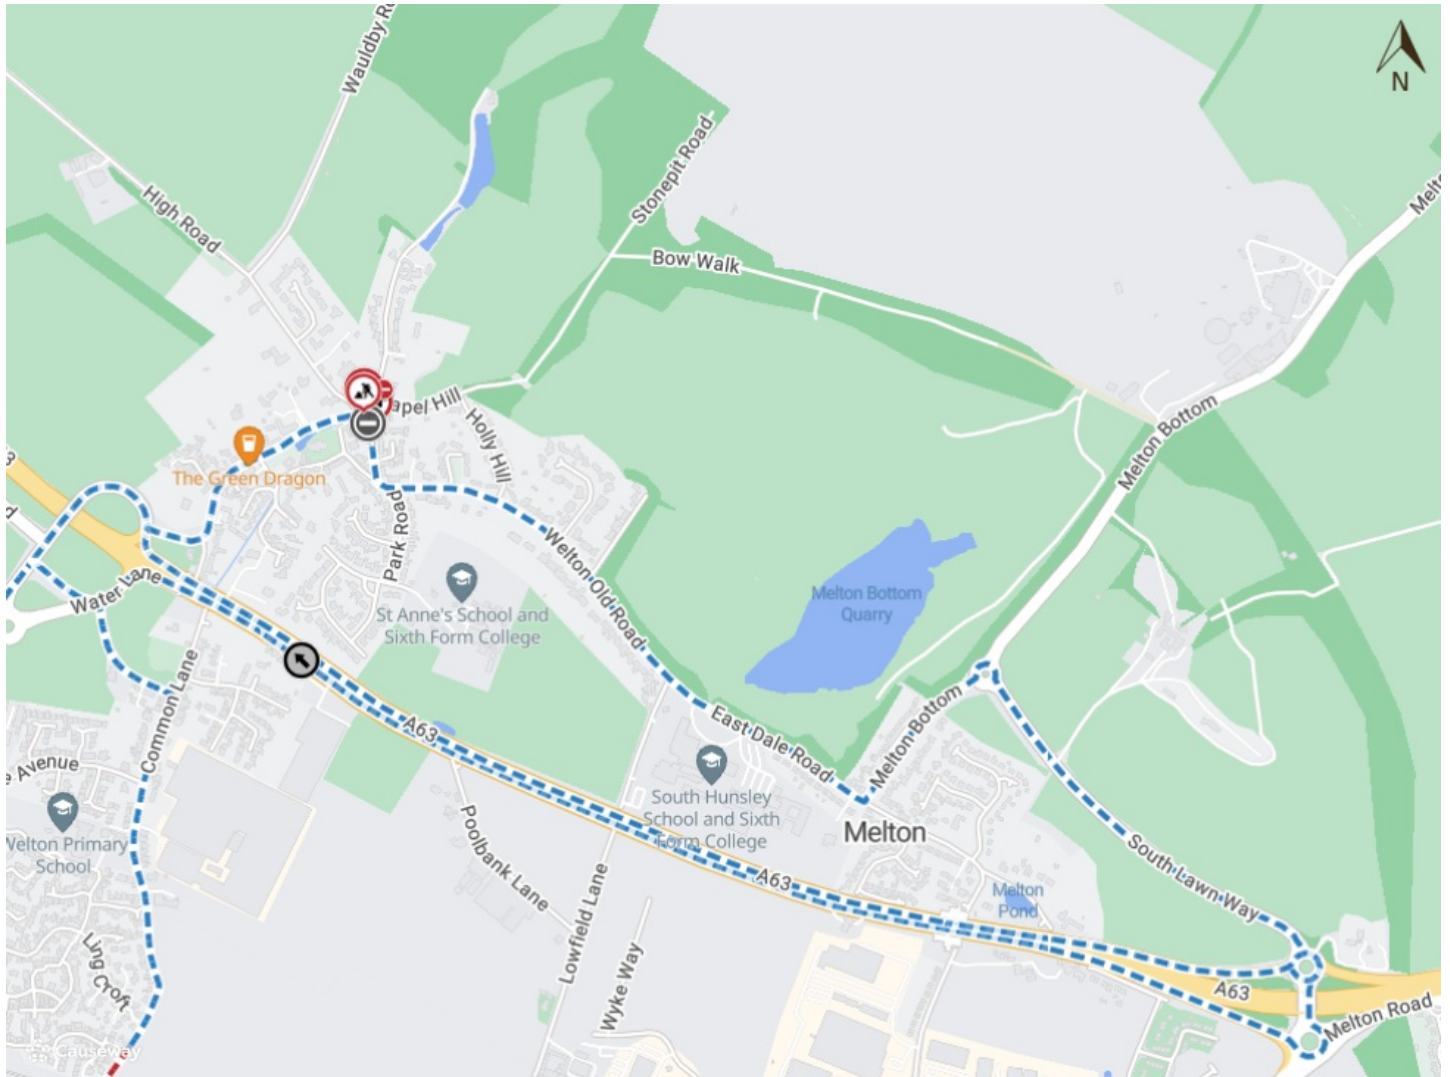 Wauldby Ro
N
High Road
Stonepit Road
Bow Walk
Melto
apel Hill
Holly Hill
Melton Bottom
The Green Dragon
Park Road
Welton Old Road
Water Lane
St Anne's School and
Sixth Form College
Melton Bottom
Quarry
Common Lane
A63
East Dale Road
Melton Bottom
e Avenue
Welton Primary
School
South Hunsley
School and Sixth
Form College
Melton
Poolbank Lane
A63
South Lawn Way
Melton
Pond
Lowfield Lane
Wyke Way
Ling Croft
A63
Melton Road
Causeway